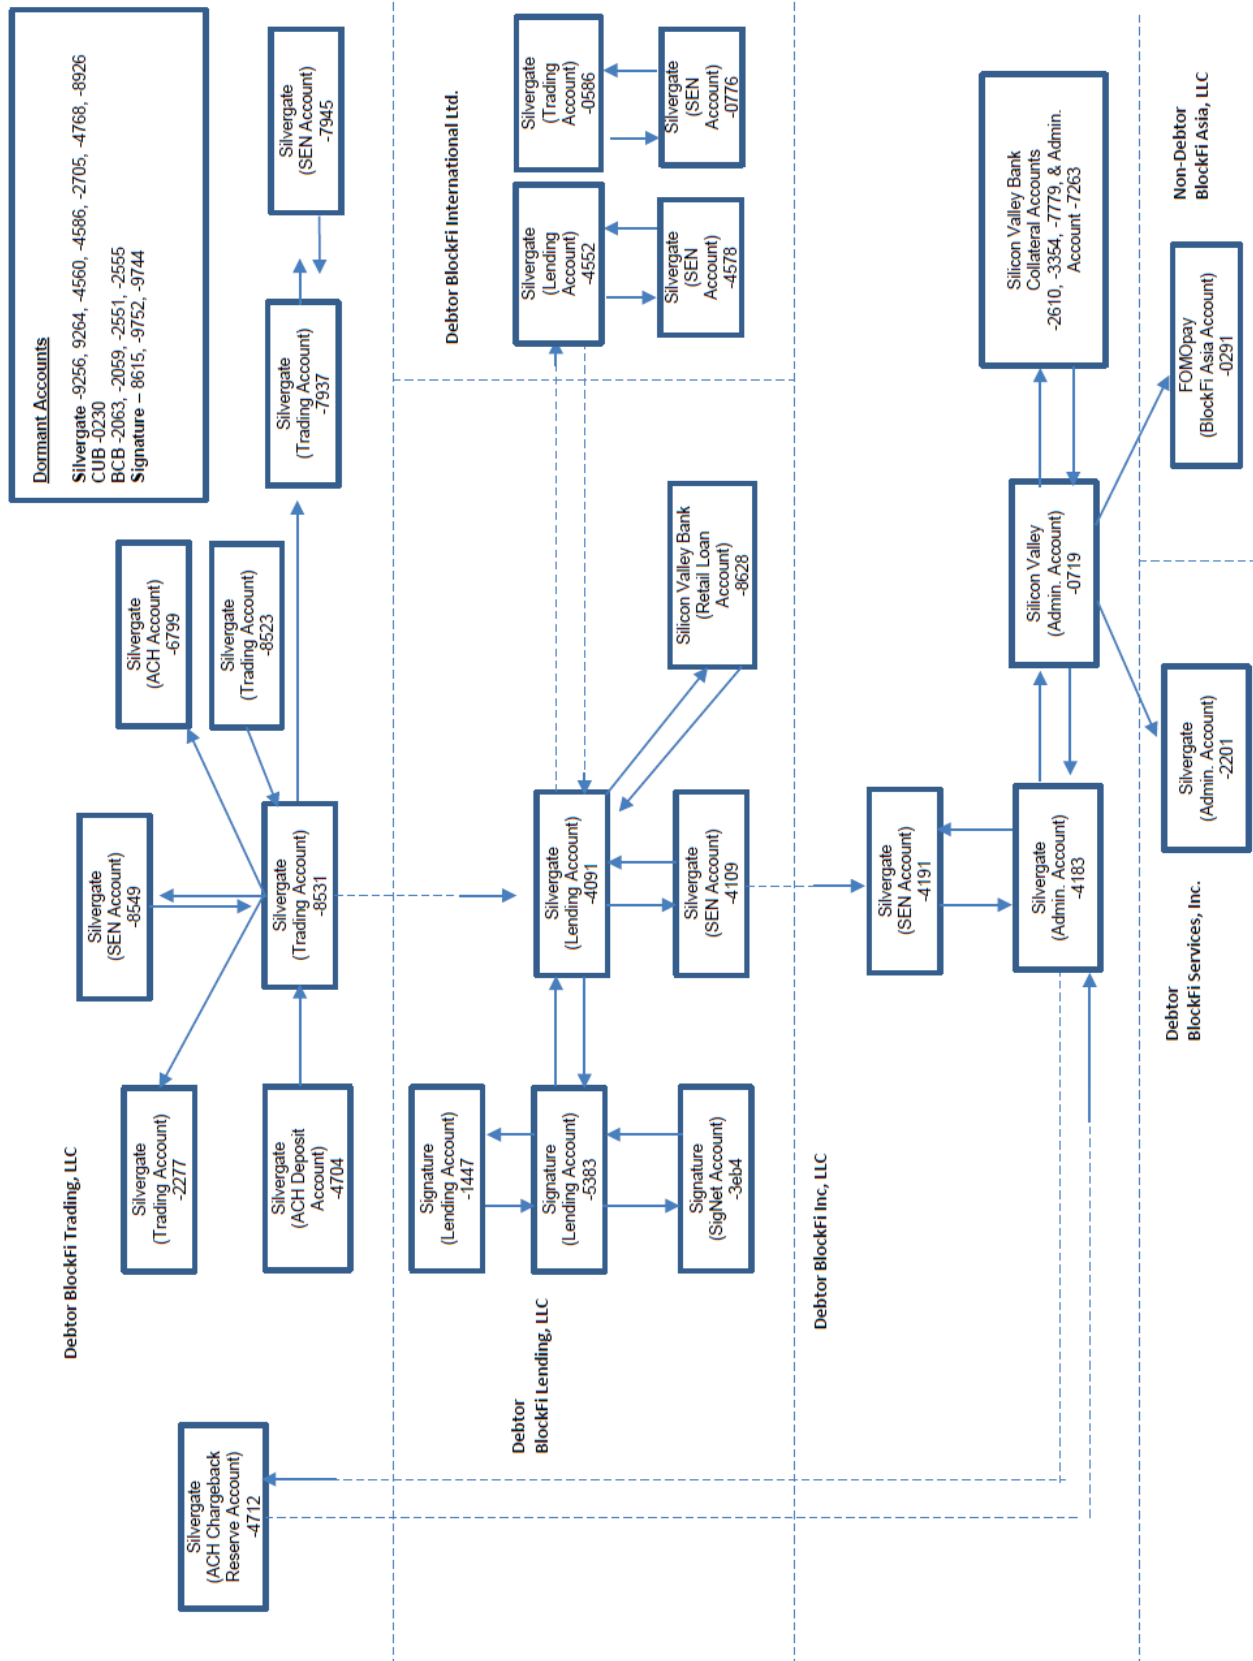 Debtor BlockFi Trading, LLC
Silvergate
(ACH Chargeback
Reserve Account)
-4712
Silvergate
(Trading Account)
-2277
Silvergate
(ACH Deposit
Account)
-4704
Silvergate
(SEN Account)
-8549
Silvergate
(Trading Account)
-8531
Silvergate
(ACH Account)
-6799
Silvergate
(Trading Account)
-8523
Silvergate
(Trading Account)
-7937
Silvergate
(SEN Account)
-7945
Dormant Accounts
Silvergate -9256, 9264, -4560, -4586, -2705, -4768, -8926
CUB -0230
BCB -2063, -2059, -2551, -2555
Signature – 8615, -9752, -9744
Debtor
BlockFi Lending, LLC
Signature
(Lending Account)
-1447
Signature
(Lending Account)
-5383
Signature
(SigNet Account)
-3eb4
Silvergate
(Lending Account)
-4091
Silvergate
(SEN Account)
-4109
Silicon Valley Bank
(Retail Loan
Account)
-8628
Debtor BlockFi International Ltd.
Silvergate
(Lending
Account)
-4552
Silvergate
(SEN
Account)
-4578
Silvergate
(Trading
Account)
-0586
Silvergate
(SEN
Account)
-0776
Debtor BlockFi Inc, LLC
Silvergate
(SEN Account)
-4191
Silvergate
(Admin. Account)
-4183
Silicon Valley
(Admin. Account)
-0719
Silicon Valley Bank
Collateral Accounts
-2610, -3354, -7779, & Admin.
Account -7263
Debtor
BlockFi Services, Inc.
Silvergate
(Admin. Account)
-2201
FOMOpay
(BlockFi Asia Account)
-0291
Non-Debtor
BlockFi Asia, LLC